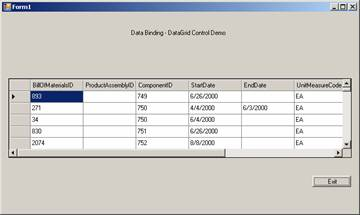 Form1
Data Binding - DataGrid Control Demo
BillOfMaterialsID ProductAssemblyID ComponentID StartDate EndDate UnitMeasureCode
893 749 6/26/2000 EA
271 750 4/4/2000 6/3/2000 EA
34 750 6/4/2000 EA
830 751 6/26/2000 EA
2074 752 8/8/2000 EA
Exit